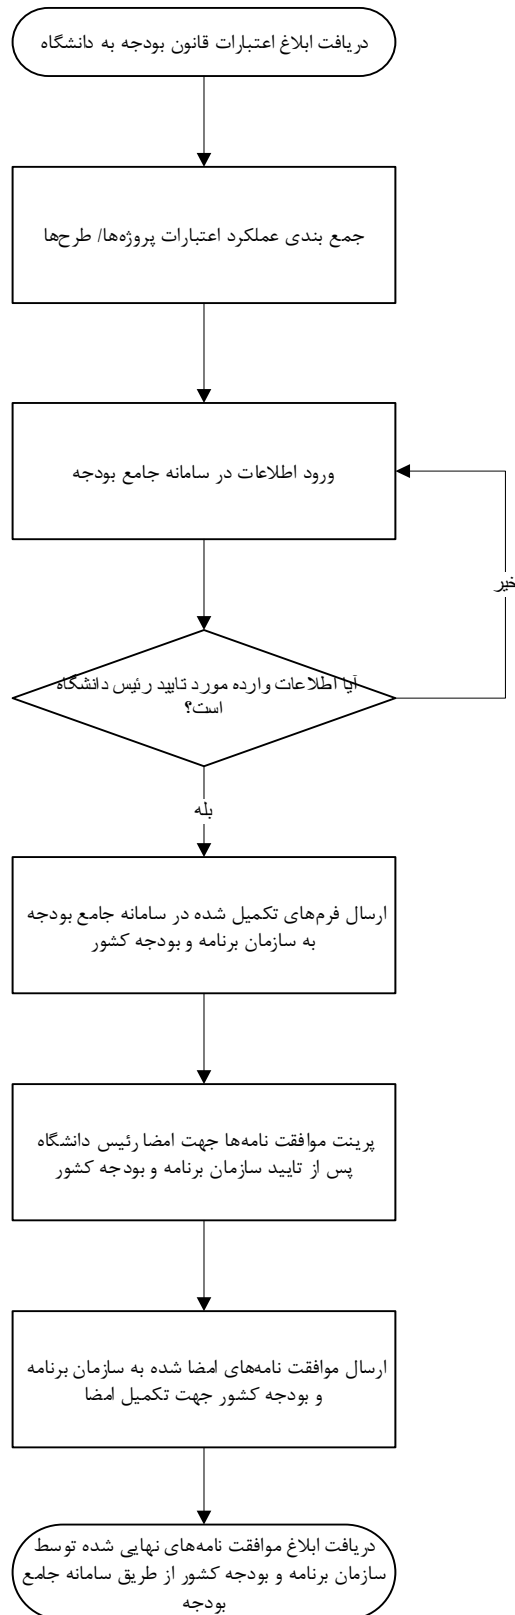 دریافت ابلاغ اعتبارات قانون بودجه به دانشگاه
جمع بندی عملکرد اعتبارات پروژه‌ها/ طرح‌ها
ورود اطلاعات در سامانه جامع بودجه
خیر
آیا اطلاعات وارده مورد تایید رئیس دانشگاه
است؟
بله
ارسال فرم‌های تکمیل شده در سامانه جامع بودجه
به سازمان برنامه و بودجه کشور
پرینت موافقت نامه‌ها جهت امضا رئیس دانشگاه
پس از تایید سازمان برنامه و بودجه کشور
ارسال موافقت نامه‌های امضا شده به سازمان برنامه
و بودجه کشور جهت تکمیل امضا
دریافت ابلاغ موافقت نامه‌های نهایی شده توسط
سازمان برنامه و بودجه کشور از طریق سامانه جامع
بودجه